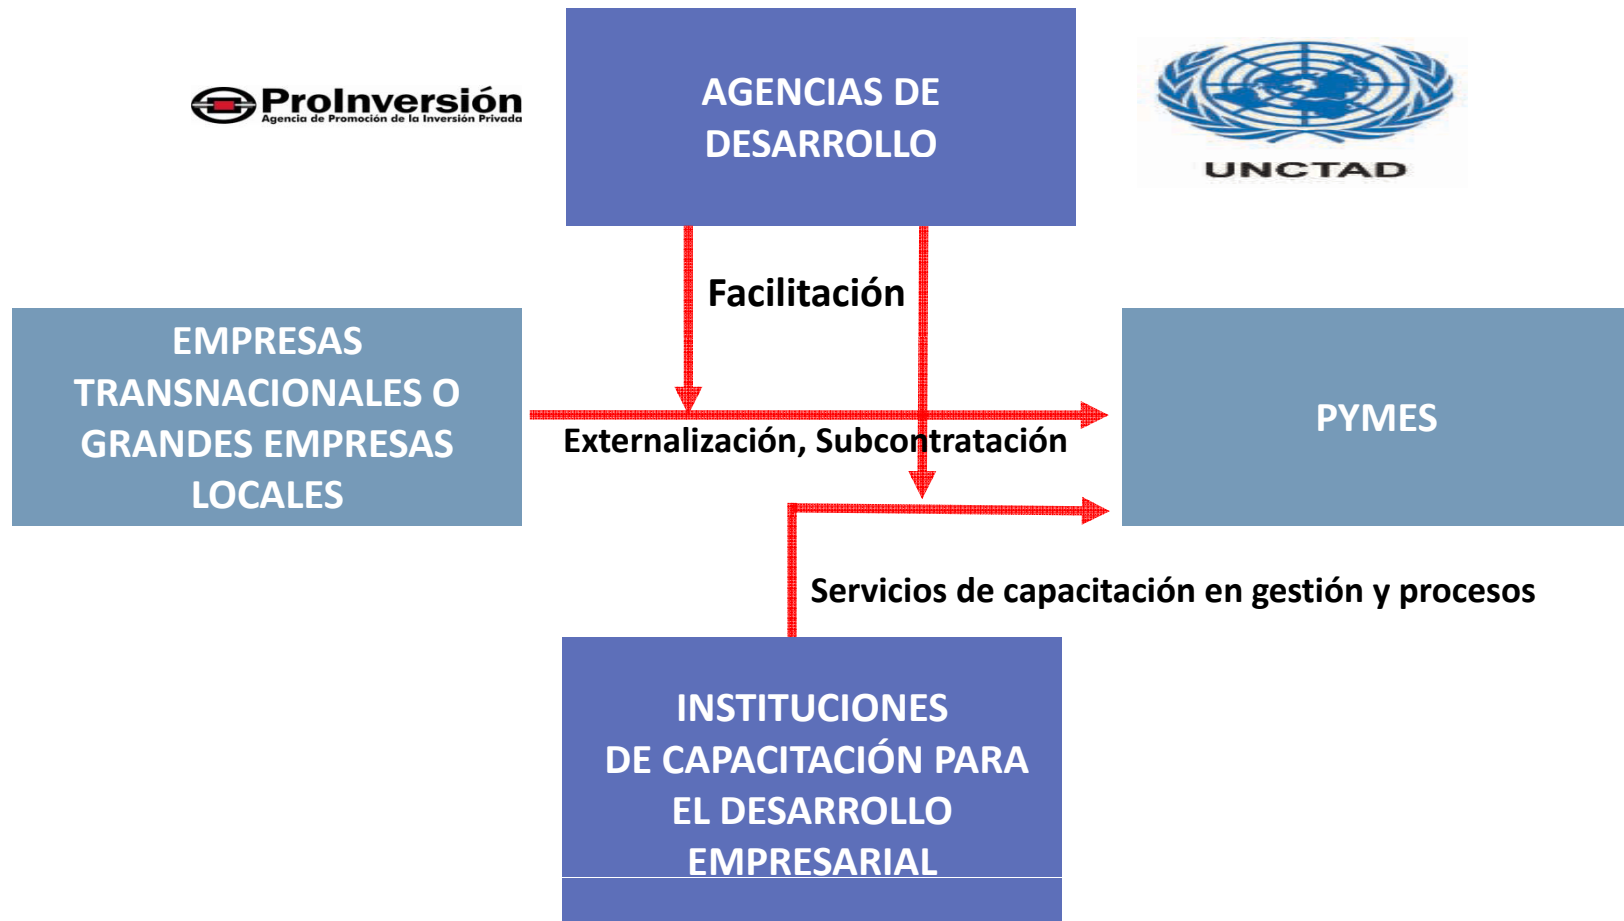 ProInversión
Agencia de Promoción de la Inversión Privada
AGENCIAS DE
DESARROLLO
UNCTAD
Facilitación
EMPRESAS
TRANSNACIONALES O
GRANDES EMPRESAS
LOCALES
PYMES
Externalización, Subcontratación
Servicios de capacitación en gestión y procesos
INSTITUCIONES
DE CAPACITACIÓN PARA
EL DESARROLLO
EMPRESARIAL